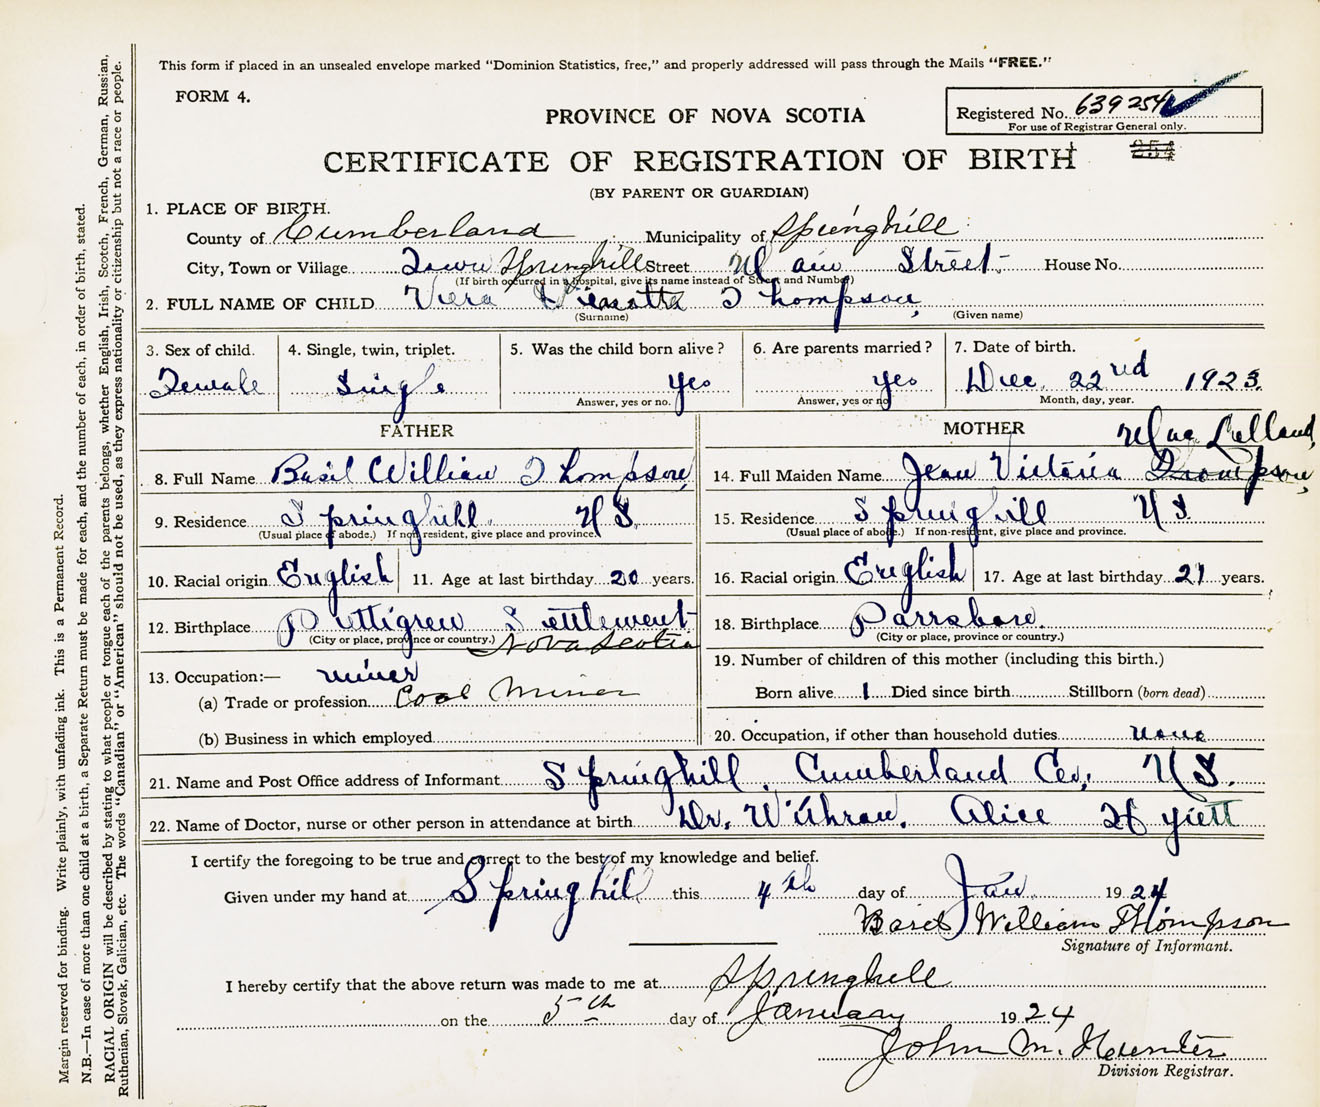 This form if placed in an unsealed envelope marked "Dominion Statistics, free," and properly addressed will pass through the Mails "FREE."
FORM 4.
PROVINCE OF NOVA SCOTIA
Registered No. 639254
For use of Registrar General only.
254
CERTIFICATE OF REGISTRATION OF BIRTH
(BY PARENT OR GUARDIAN)
1. PLACE OF BIRTH.
County of Cumberland Municipality of Springhill
City, Town or Village Town Springhill Street Main Street House No.
(If birth occurred in a hospital, give its name instead of Street and Number)
2. FULL NAME OF CHILD Viera Thompson,
(Surname) (Given name)
3. Sex of child. 4. Single, twin, triplet. 5. Was the child born alive? 6. Are parents married? 7. Date of birth.
Female Single yes yes Dec. 22nd 1923.
Answer, yes or no. Answer, yes or no Month, day, year.
FATHER
8. Full Name Basil William Thompson,
9. Residence Springhill. N S.
(Usual place of abode.) If non-resident, give place and province.
10. Racial origin English 11. Age at last birthday 20 years.
12. Birthplace Pettigrew Settlement
(City or place, province or country.) Nova Scotia
13. Occupation:— miner
(a) Trade or profession Coal Miner
(b) Business in which employed
MOTHER
Mac Lelland,
14. Full Maiden Name Jean Victoria Thompson,
15. Residence Springhill N S.
(Usual place of abode.) If non-resident, give place and province.
16. Racial origin English 17. Age at last birthday 21 years.
18. Birthplace Parrsboro.
(City or place, province or country.)
19. Number of children of this mother (including this birth.)
Born alive 1 Died since birth Stillborn (born dead)
20. Occupation, if other than household duties none
21. Name and Post Office address of Informant Springhill, Cumberland Co., N S.
22. Name of Doctor, nurse or other person in attendance at birth Dr. Withrow. Alice Hyiett
I certify the foregoing to be true and correct to the best of my knowledge and belief.
Given under my hand at Springhill this 4th day of Jan. 1924
Basil William Thompson
Signature of Informant.
I hereby certify that the above return was made to me at Springhill
on the 5th day of January 1924
John M. Hunter
Division Registrar.
Margin reserved for binding. Write plainly, with unfading ink. This is a Permanent Record.
N.B.—In case of more than one child at a birth, a Separate Return must be made for each, and the number of each, in order of birth, stated.
RACIAL ORIGIN will be described by stating to what people or tongue each of the parents belongs, whether English, Irish, Scotch, French, German, Russian,
Ruthenian, Slovak, Galician, etc. The words "Canadian" or "American" should not be used, as they express nationality or citizenship but not a race or people.